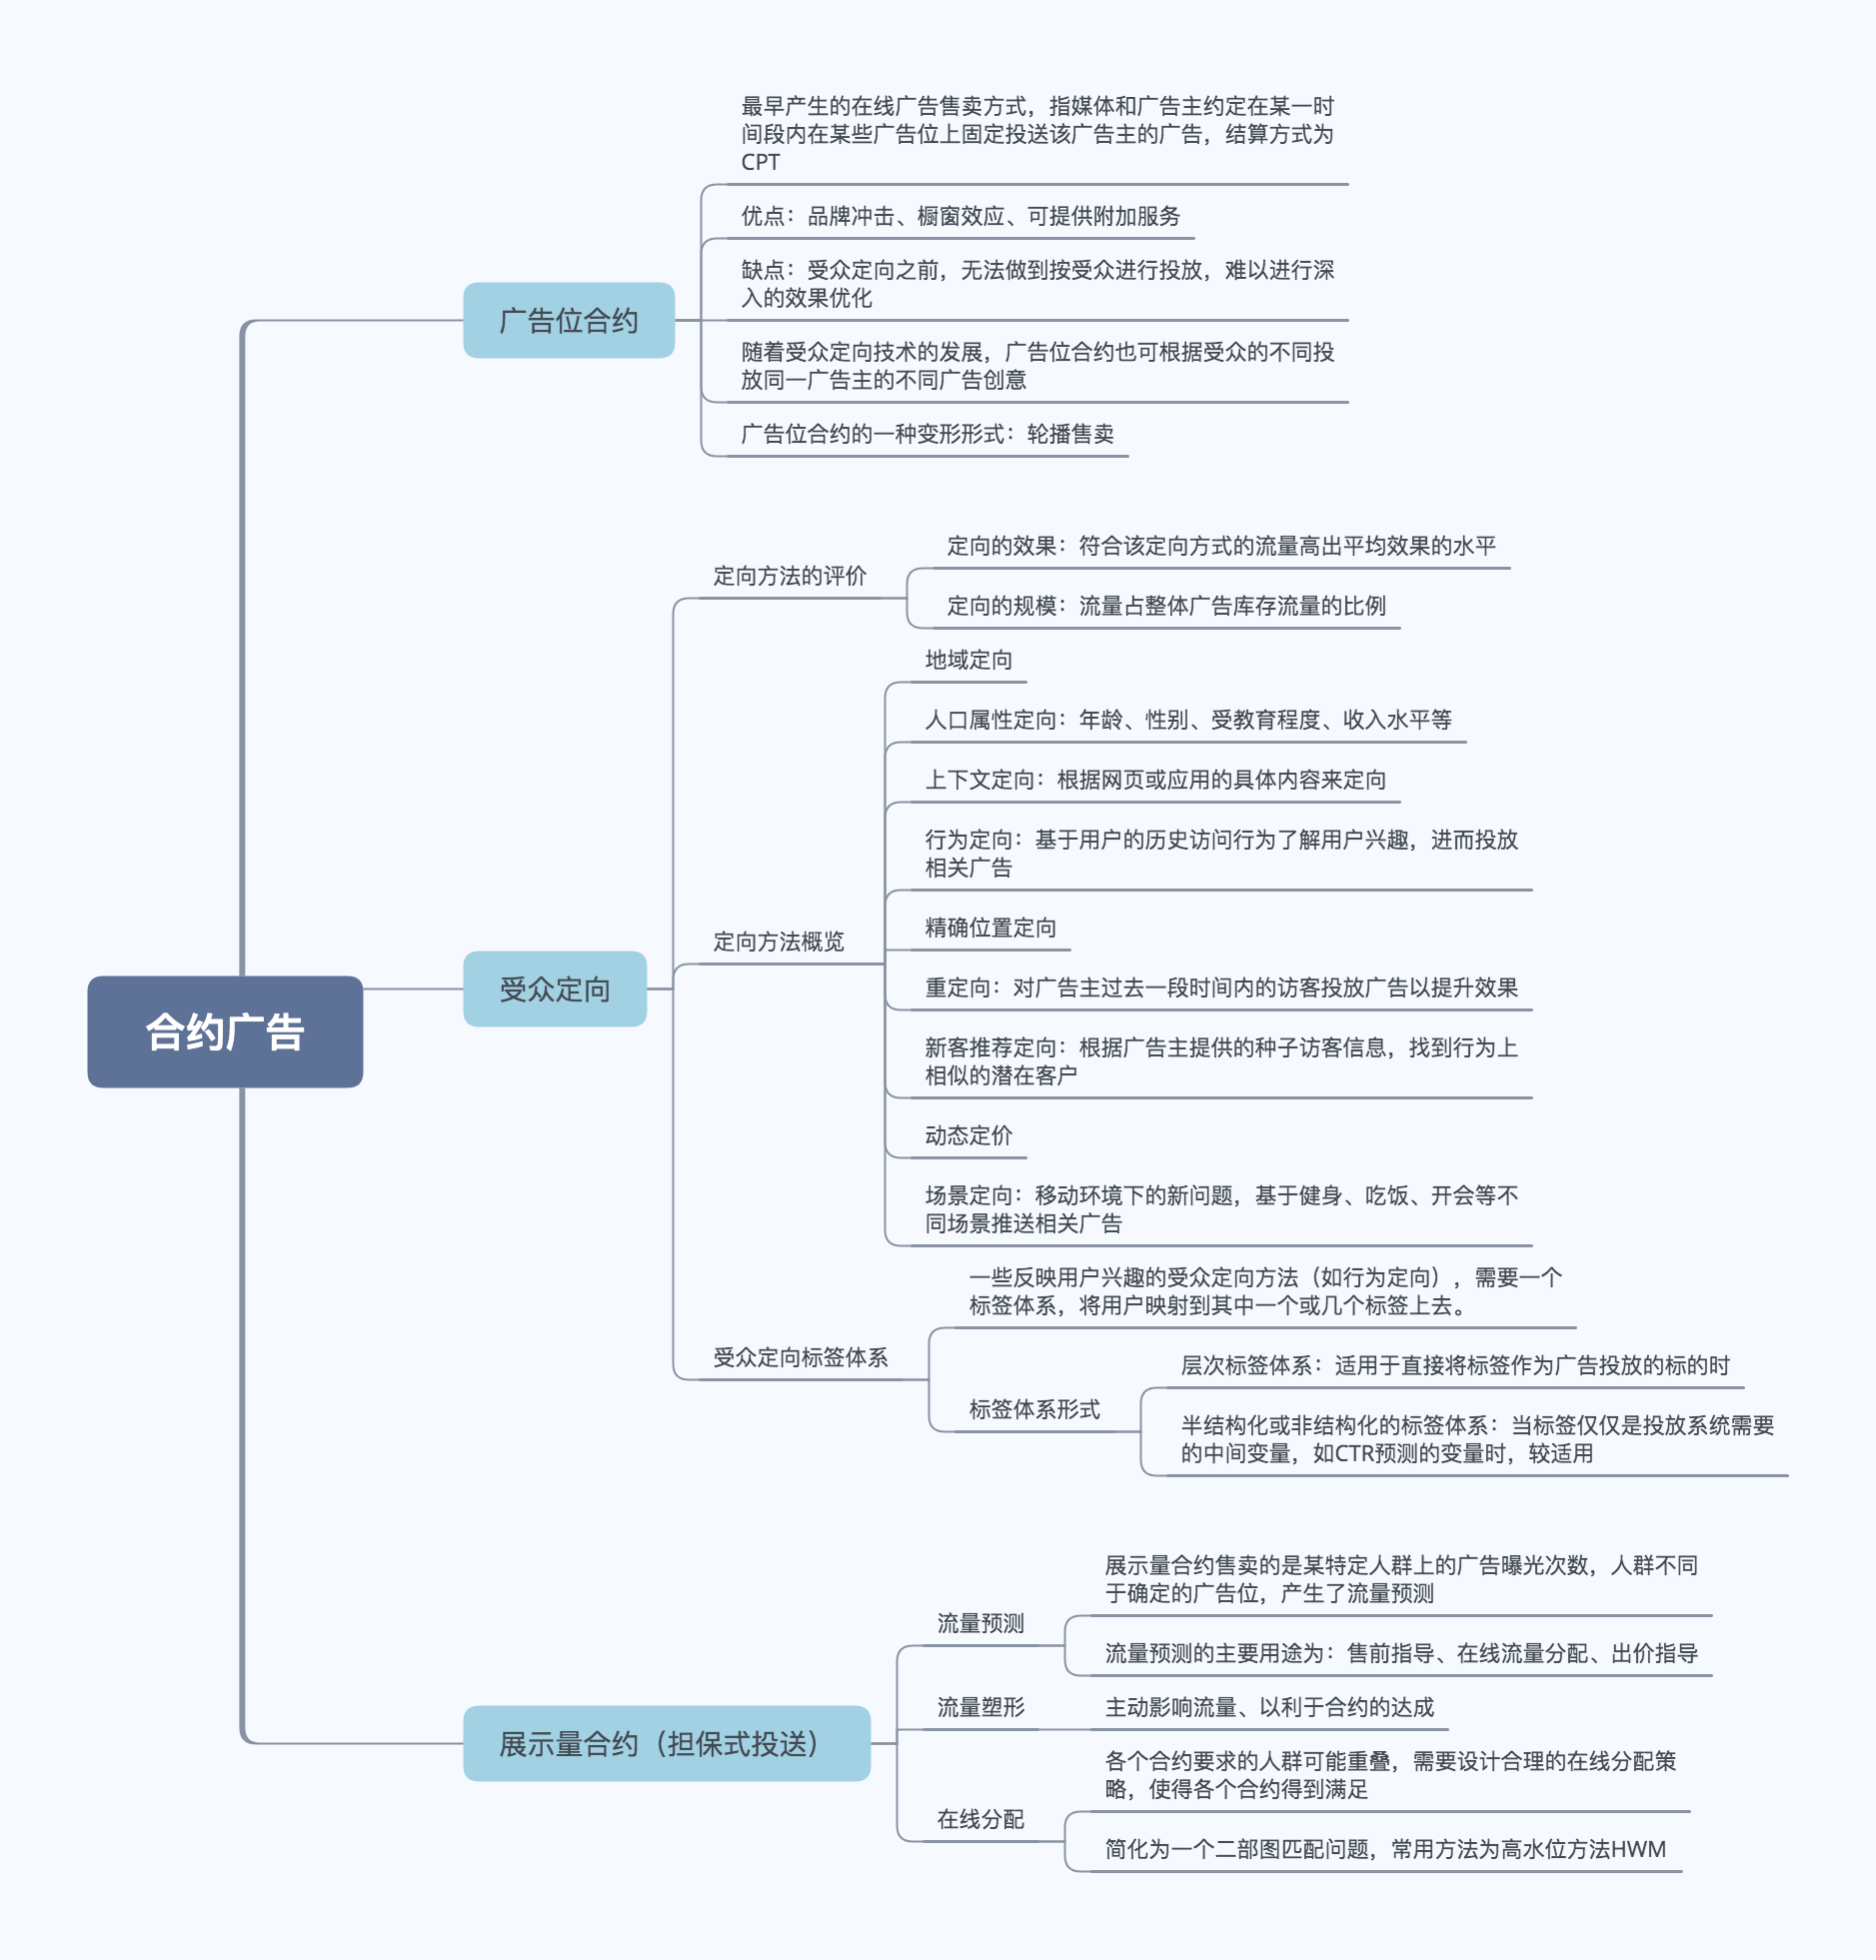 合约广告
广告位合约
最早产生的在线广告售卖方式，指媒体和广告主约定在某一时
间段内在某些广告位上固定投送该广告主的广告，结算方式为
CPT
优点：品牌冲击、橱窗效应、可提供附加服务
缺点：受众定向之前，无法做到按受众进行投放，难以进行深
入的效果优化
随着受众定向技术的发展，广告位合约也可根据受众的不同投
放同一广告主的不同广告创意
广告位合约的一种变形形式：轮播售卖
受众定向
定向方法的评价
定向的效果：符合该定向方式的流量高出平均效果的水平
定向的规模：流量占整体广告库存流量的比例
定向方法概览
地域定向
人口属性定向：年龄、性别、受教育程度、收入水平等
上下文定向：根据网页或应用的具体内容来定向
行为定向：基于用户的历史访问行为了解用户兴趣，进而投放
相关广告
精确位置定向
重定向：对广告主过去一段时间内的访客投放广告以提升效果
新客推荐定向：根据广告主提供的种子访客信息，找到行为上
相似的潜在客户
动态定价
场景定向：移动环境下的新问题，基于健身、吃饭、开会等不
同场景推送相关广告
受众定向标签体系
一些反映用户兴趣的受众定向方法（如行为定向），需要一个
标签体系，将用户映射到其中一个或几个标签上去。
标签体系形式
层次标签体系：适用于直接将标签作为广告投放的标的时
半结构化或非结构化的标签体系：当标签仅仅是投放系统需要
的中间变量，如CTR预测的变量时，较适用
展示量合约（担保式投送）
流量预测
展示量合约售卖的是某特定人群上的广告曝光次数，人群不同
于确定的广告位，产生了流量预测
流量预测的主要用途为：售前指导、在线流量分配、出价指导
流量塑形
主动影响流量、以利于合约的达成
在线分配
各个合约要求的人群可能重叠，需要设计合理的在线分配策
略，使得各个合约得到满足
简化为一个二部图匹配问题，常用方法为高水位方法HWM